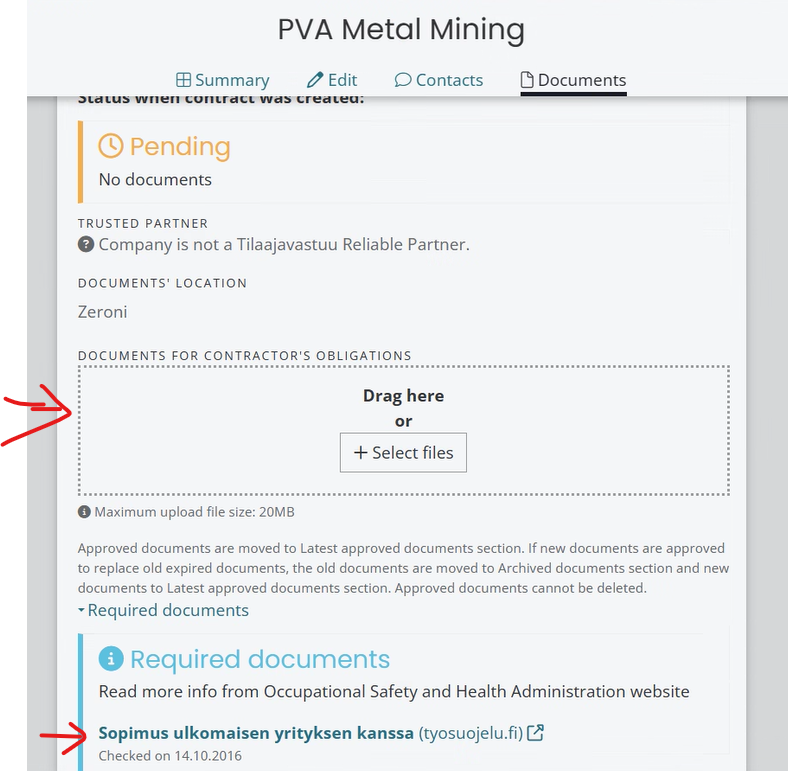 PVA Metal Mining
Summary Edit Contacts Documents
Status when contract was created:
Pending
No documents
TRUSTED PARTNER
Company is not a Tilaajavastuu Reliable Partner.
DOCUMENTS' LOCATION
Zeroni
DOCUMENTS FOR CONTRACTOR'S OBLIGATIONS
Drag here
or
+ Select files
Maximum upload file size: 20MB
Approved documents are moved to Latest approved documents section. If new documents are approved
to replace old expired documents, the old documents are moved to Archived documents section and new
documents to Latest approved documents section. Approved documents cannot be deleted.
Required documents
Required documents
Read more info from Occupational Safety and Health Administration website
Sopimus ulkomaisen yrityksen kanssa (tyosuojelu.fi)
Checked on 14.10.2016